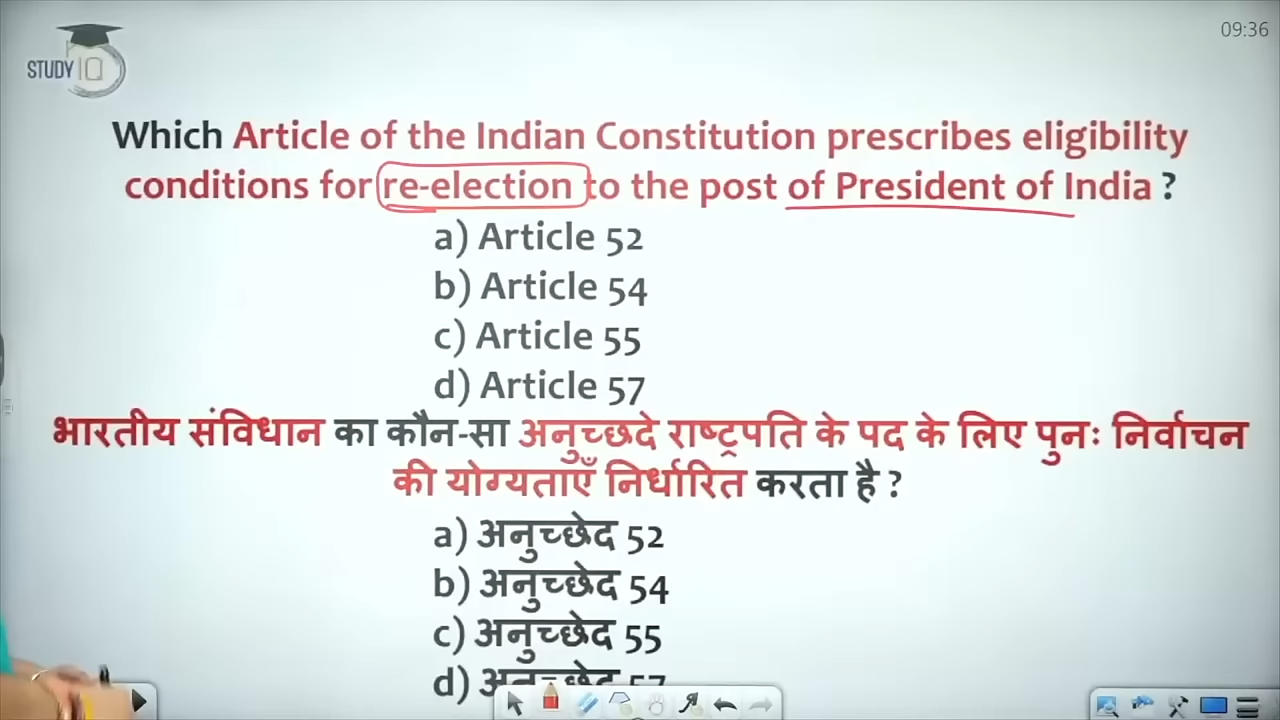 09:36
STUDY IQ
Which Article of the Indian Constitution prescribes eligibility
conditions for re-election to the post of President of India ?
a) Article 52
b) Article 54
c) Article 55
d) Article 57
भारतीय संविधान का कौन-सा अनुच्छदे राष्ट्रपति के पद के लिए पुनः निर्वाचन
की योग्यताएँ निर्धारित करता है ?
a) अनुच्छेद 52
b) अनुच्छेद 54
c) अनुच्छेद 55
d) अनुच्छेद 57